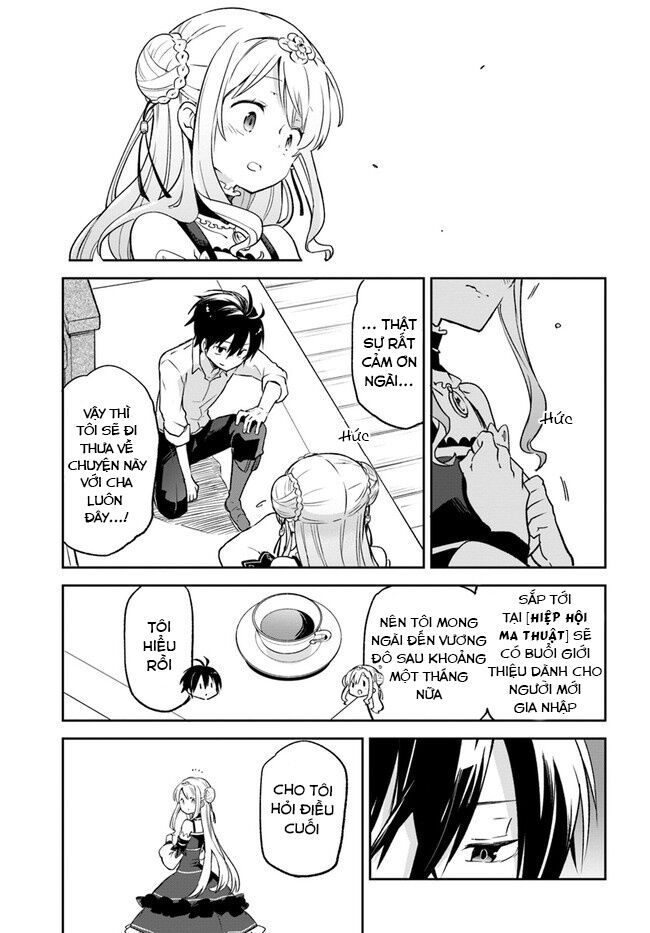 Hức
... THẬT
SỰ RẤT
CẢM ƠN
NGÀI...
Hức
VẬY THÌ
TÔI SẼ ĐI
THƯA VỀ
CHUYỆN NÀY
VỚI CHA
LUÔN
ĐÂY...!
SẮP TỚI
TẠI [HIỆP HỘI
MA THUẬT] SẼ
CÓ BUỔI GIỚI
THIỆU DÀNH CHO
NGƯỜI MỚI
GIA NHẬP
NÊN TÔI MONG
NGÀI ĐẾN VƯƠNG
ĐÔ SAU KHOẢNG
MỘT THÁNG
NỮA
TÔI
HIỂU
RỒI
CHO TÔI
HỎI ĐIỀU
CUỐI